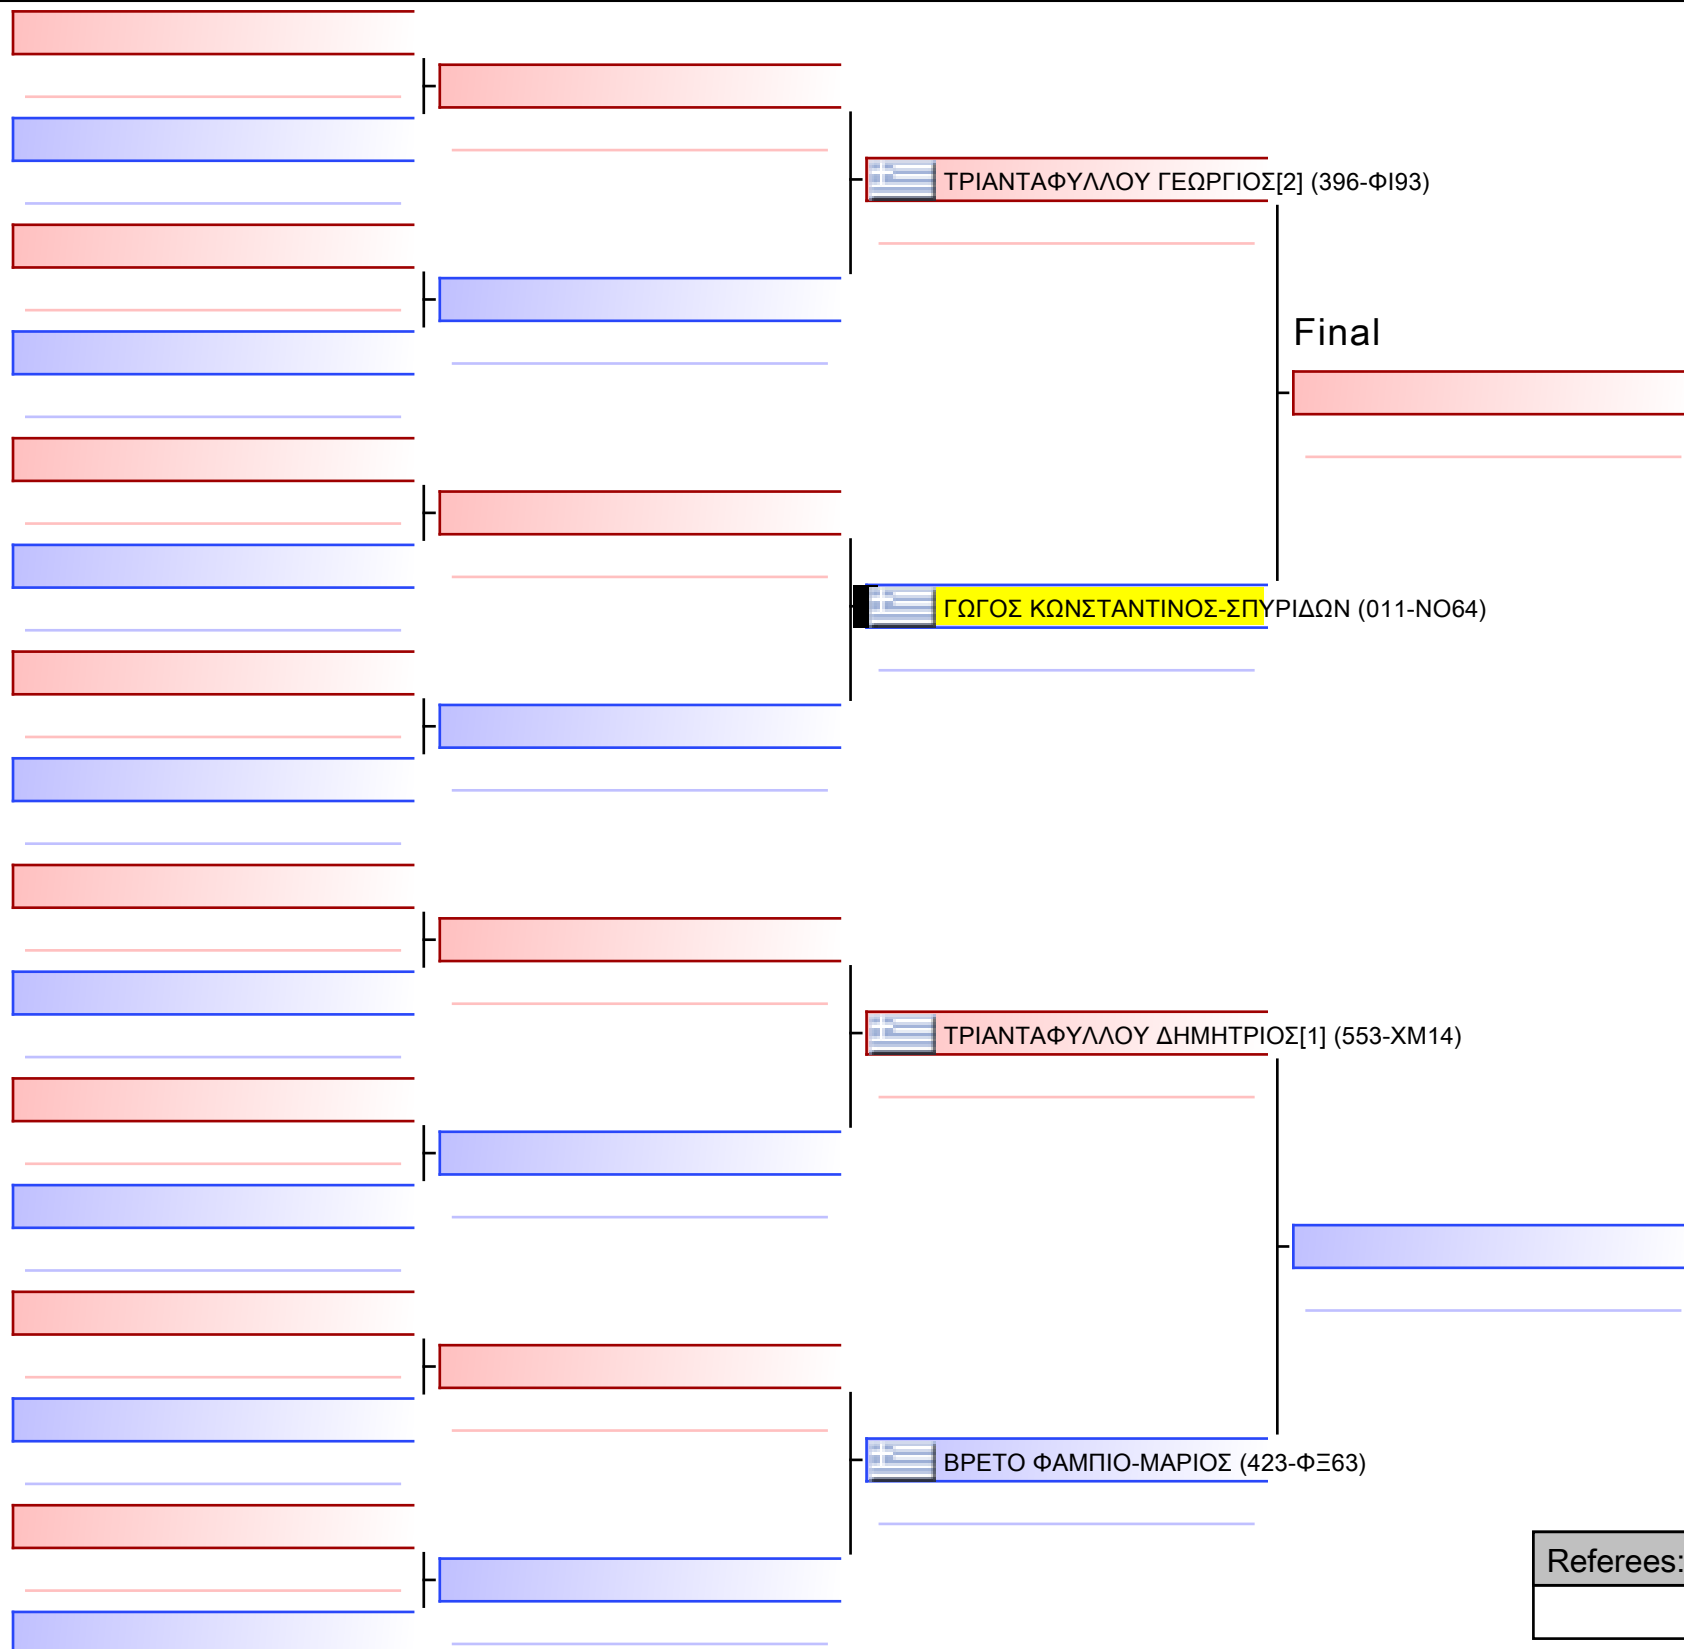 ΤΡΙΑΝΤΑΦΥΛΛΟΥ ΓΕΩΡΓΙΟΣ[2] (396-ΦΙ93)
Final
ΓΩΓΟΣ ΚΩΝΣΤΑΝΤΙΝΟΣ-ΣΠΥΡΙΔΩΝ (011-ΝΟ64)
ΤΡΙΑΝΤΑΦΥΛΛΟΥ ΔΗΜΗΤΡΙΟΣ[1] (553-ΧΜ14)
ΒΡΕΤΟ ΦΑΜΠΙΟ-ΜΑΡΙΟΣ (423-ΦΞ63)
Referees: